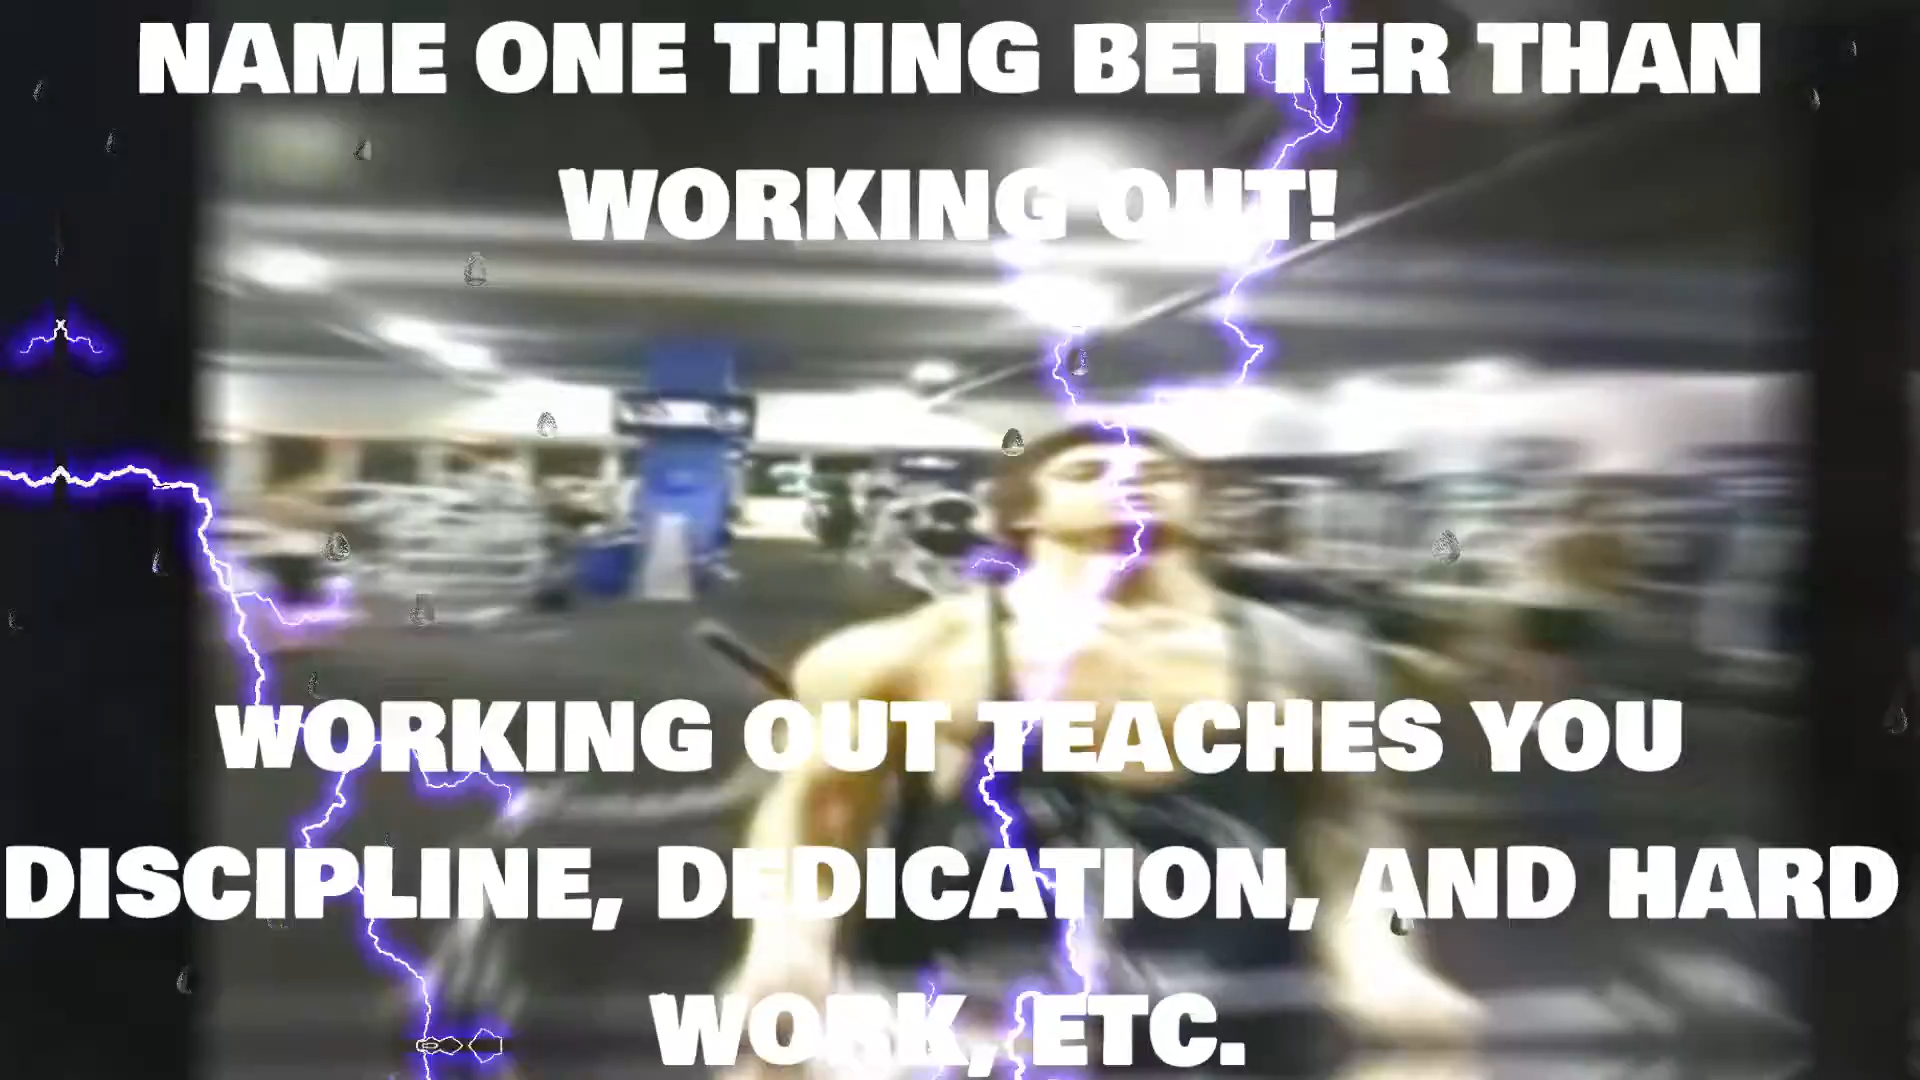 NAME ONE THING BETTER THAN
WORKING OUT!
WORKING OUT TEACHES YOU
DISCIPLINE, DEDICATION, AND HARD
WORK, ETC.